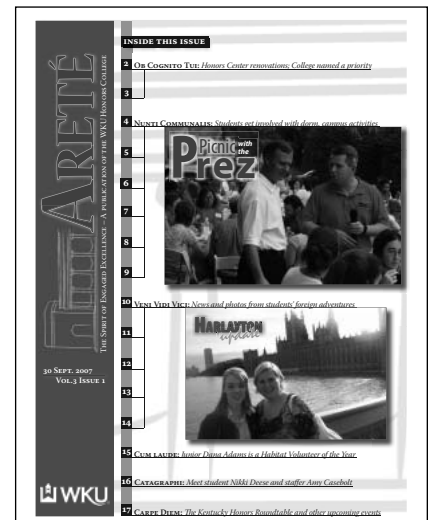 INSIDE THIS ISSUE
2 OB COGNITO TUE: Honors Center renovations; College named a priority
3
4 NUNTI COMMUNALIS: Students get involved with dorm, campus activities
5
Picnic with the Prez
6
7
8
9
10 VENI VIDI VICI: News and photos from students' foreign adventures
11
HARLAXTON update
12
13
14
15 CUM LAUDE: Junior Dana Adams is a Habitat Volunteer of the Year
16 CATAGRAPHI: Meet student Nikki Deese and staffer Amy Casebolt
17 CARPE DIEM: The Kentucky Honors Roundtable and other upcoming events
ARETÉ
THE SPIRIT OF ENGAGED EXCELLENCE – A PUBLICATION OF THE WKU HONORS COLLEGE
30 SEPT. 2007
VOL.3 ISSUE 1
WKU